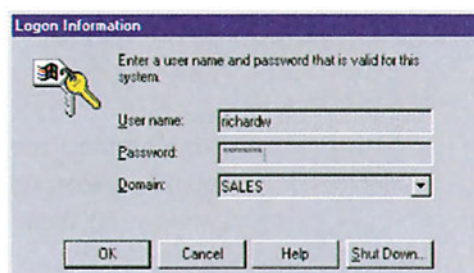 Logon Information
Enter a user name and password that is valid for this
system.
User name: richardw
Password: ********
Domain: SALES
OK Cancel Help Shut Down...